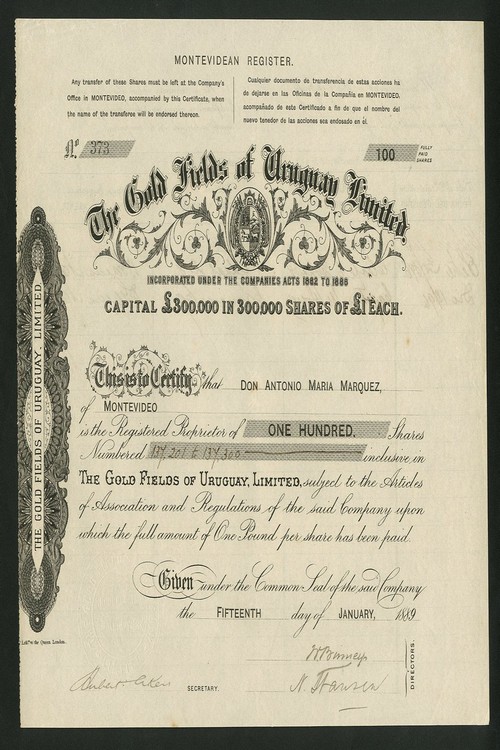 MONTEVIDEAN REGISTER.
Any transfer of these Shares must be left at the Company's
Office in MONTEVIDEO, accompanied by this Certificate, when
the name of the transferee will be endorsed thereon.
Cualquier documento de transferencia de estas acciones ha
de dejarse en las Oficinas de la Compañia en MONTEVIDEO,
acompañado de este Certificado a fin de que el nombre del
nuevo tenedor de las acciones sea endosado en él.
No. 373
100 FULLY PAID SHARES
The Gold Fields of Uruguay Limited
INCORPORATED UNDER THE COMPANIES ACTS 1862 TO 1886
CAPITAL £300,000 IN 300,000 SHARES OF £1 EACH.
This is to Certify that DON ANTONIO MARIA MARQUEZ,
of MONTEVIDEO
is the Registered Proprietor of ONE HUNDRED, Shares
Numbered 134,201 to 134,300 inclusive, in
THE GOLD FIELDS OF URUGUAY, LIMITED, subject to the Articles
of Association and Regulations of the said Company upon
which the full amount of One Pound per share has been paid.
Given under the Common Seal of the said Company
the FIFTEENTH day of JANUARY, 1889
SECRETARY.
DIRECTORS.
THE GOLD FIELDS OF URUGUAY, LIMITED.